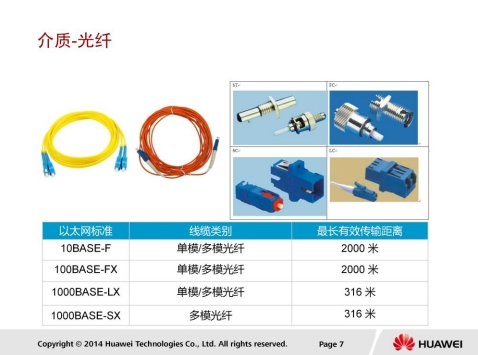 介质-光纤
ST-
FC-
SC-
LC-
以太网标准 线缆类别 最长有效传输距离
10BASE-F 单模/多模光纤 2000 米
100BASE-FX 单模/多模光纤 2000 米
1000BASE-LX 单模/多模光纤 316 米
1000BASE-SX 多模光纤 316 米
Copyright © 2014 Huawei Technologies Co., Ltd. All rights reserved. Page 7 HUAWEI